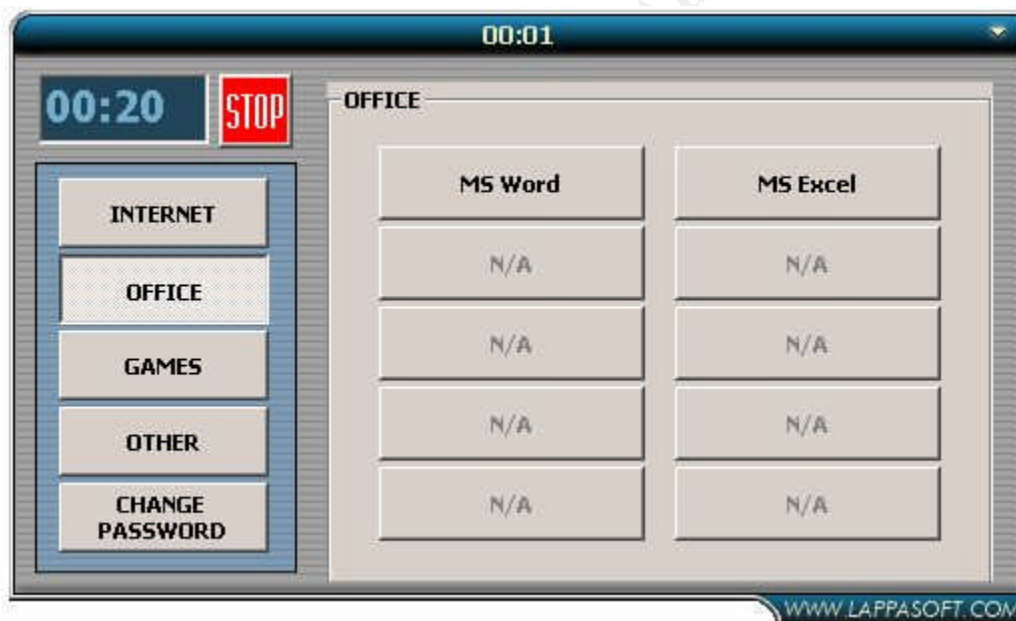 00:01
00:20 STOP
OFFICE
INTERNET
OFFICE
GAMES
OTHER
CHANGE
PASSWORD
MS Word MS Excel
N/A N/A
N/A N/A
N/A N/A
N/A N/A
WWW.LAPPASOFT.COM